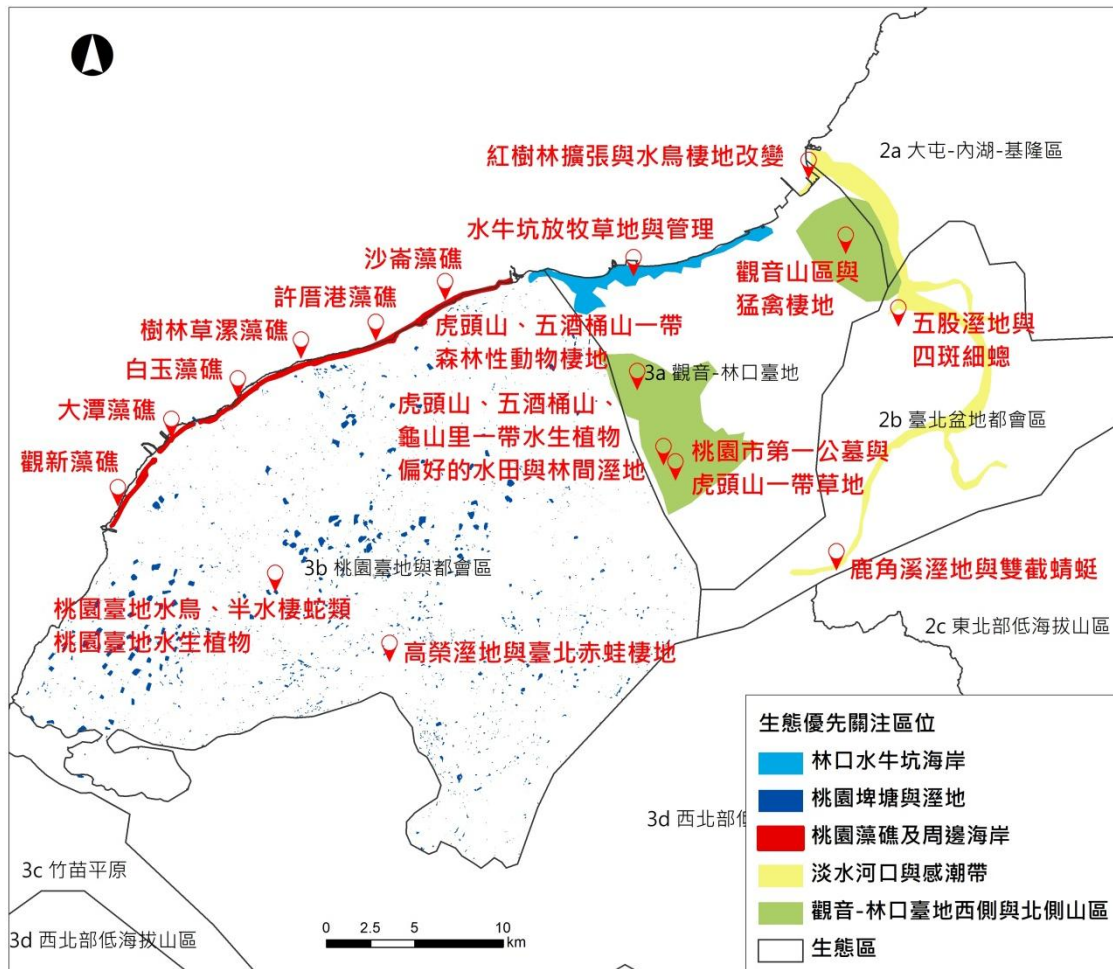 2a 大屯-內湖-基隆區
紅樹林擴張與水鳥棲地改變
水牛坑放牧草地與管理
沙崙藻礁
觀音山區與
猛禽棲地
許厝港藻礁
五股溼地與
四斑細蟌
虎頭山、五酒桶山一帶
森林性動物棲地
樹林草漯藻礁
白玉藻礁
3a 觀音-林口臺地
大潭藻礁
虎頭山、五酒桶山、
龜山里一帶水生植物
偏好的水田與林間溼地
2b 臺北盆地都會區
觀新藻礁
桃園市第一公墓與
虎頭山一帶草地
3b 桃園臺地與都會區
鹿角溪溼地與雙截蜻蜓
桃園臺地水鳥、半水棲蛇類
桃園臺地水生植物
2c 東北部低海拔山區
高榮溼地與臺北赤蛙棲地
生態優先關注區位
林口水牛坑海岸
桃園埤塘與溼地
桃園藻礁及周邊海岸
淡水河口與感潮帶
觀音-林口臺地西側與北側山區
生態區
3d 西北部
3c 竹苗平原
3d 西北部低海拔山區
0 2.5 5 10
km